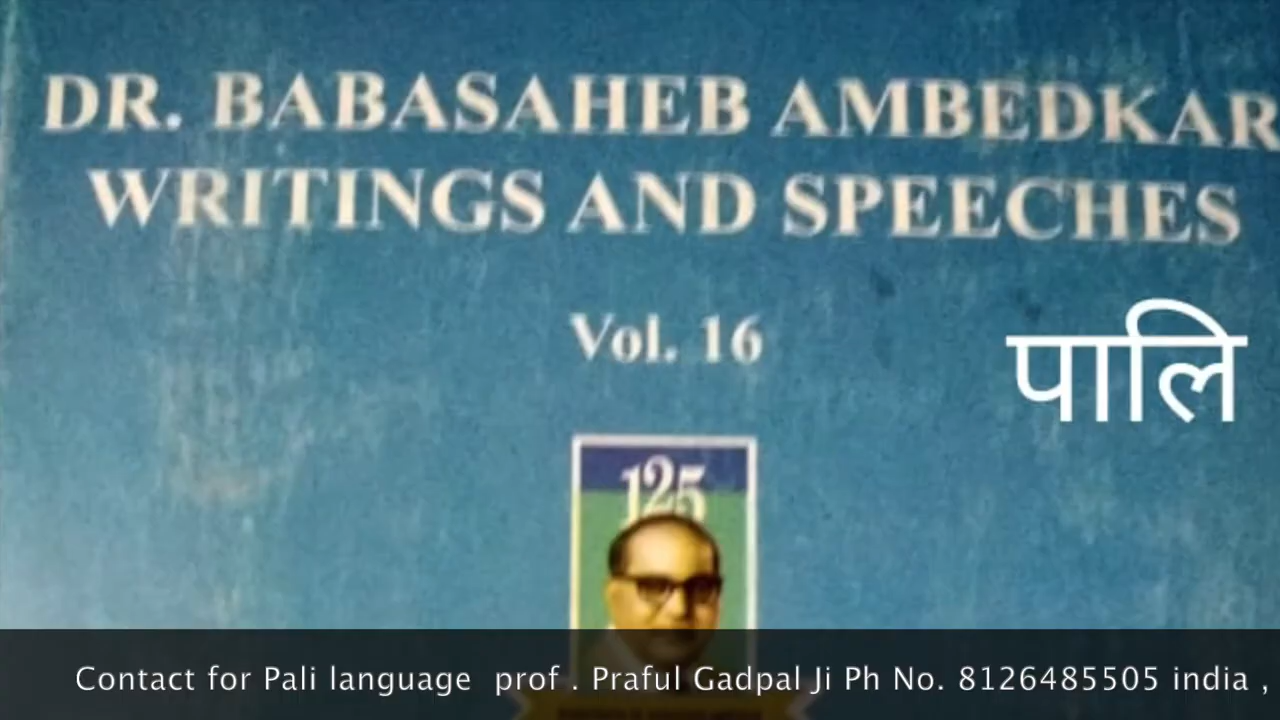 DR. BABASAHEB AMBEDKAR
WRITINGS AND SPEECHES
Vol. 16
पालि
125
Contact for Pali language prof . Praful Gadpal Ji Ph No. 8126485505 india ,